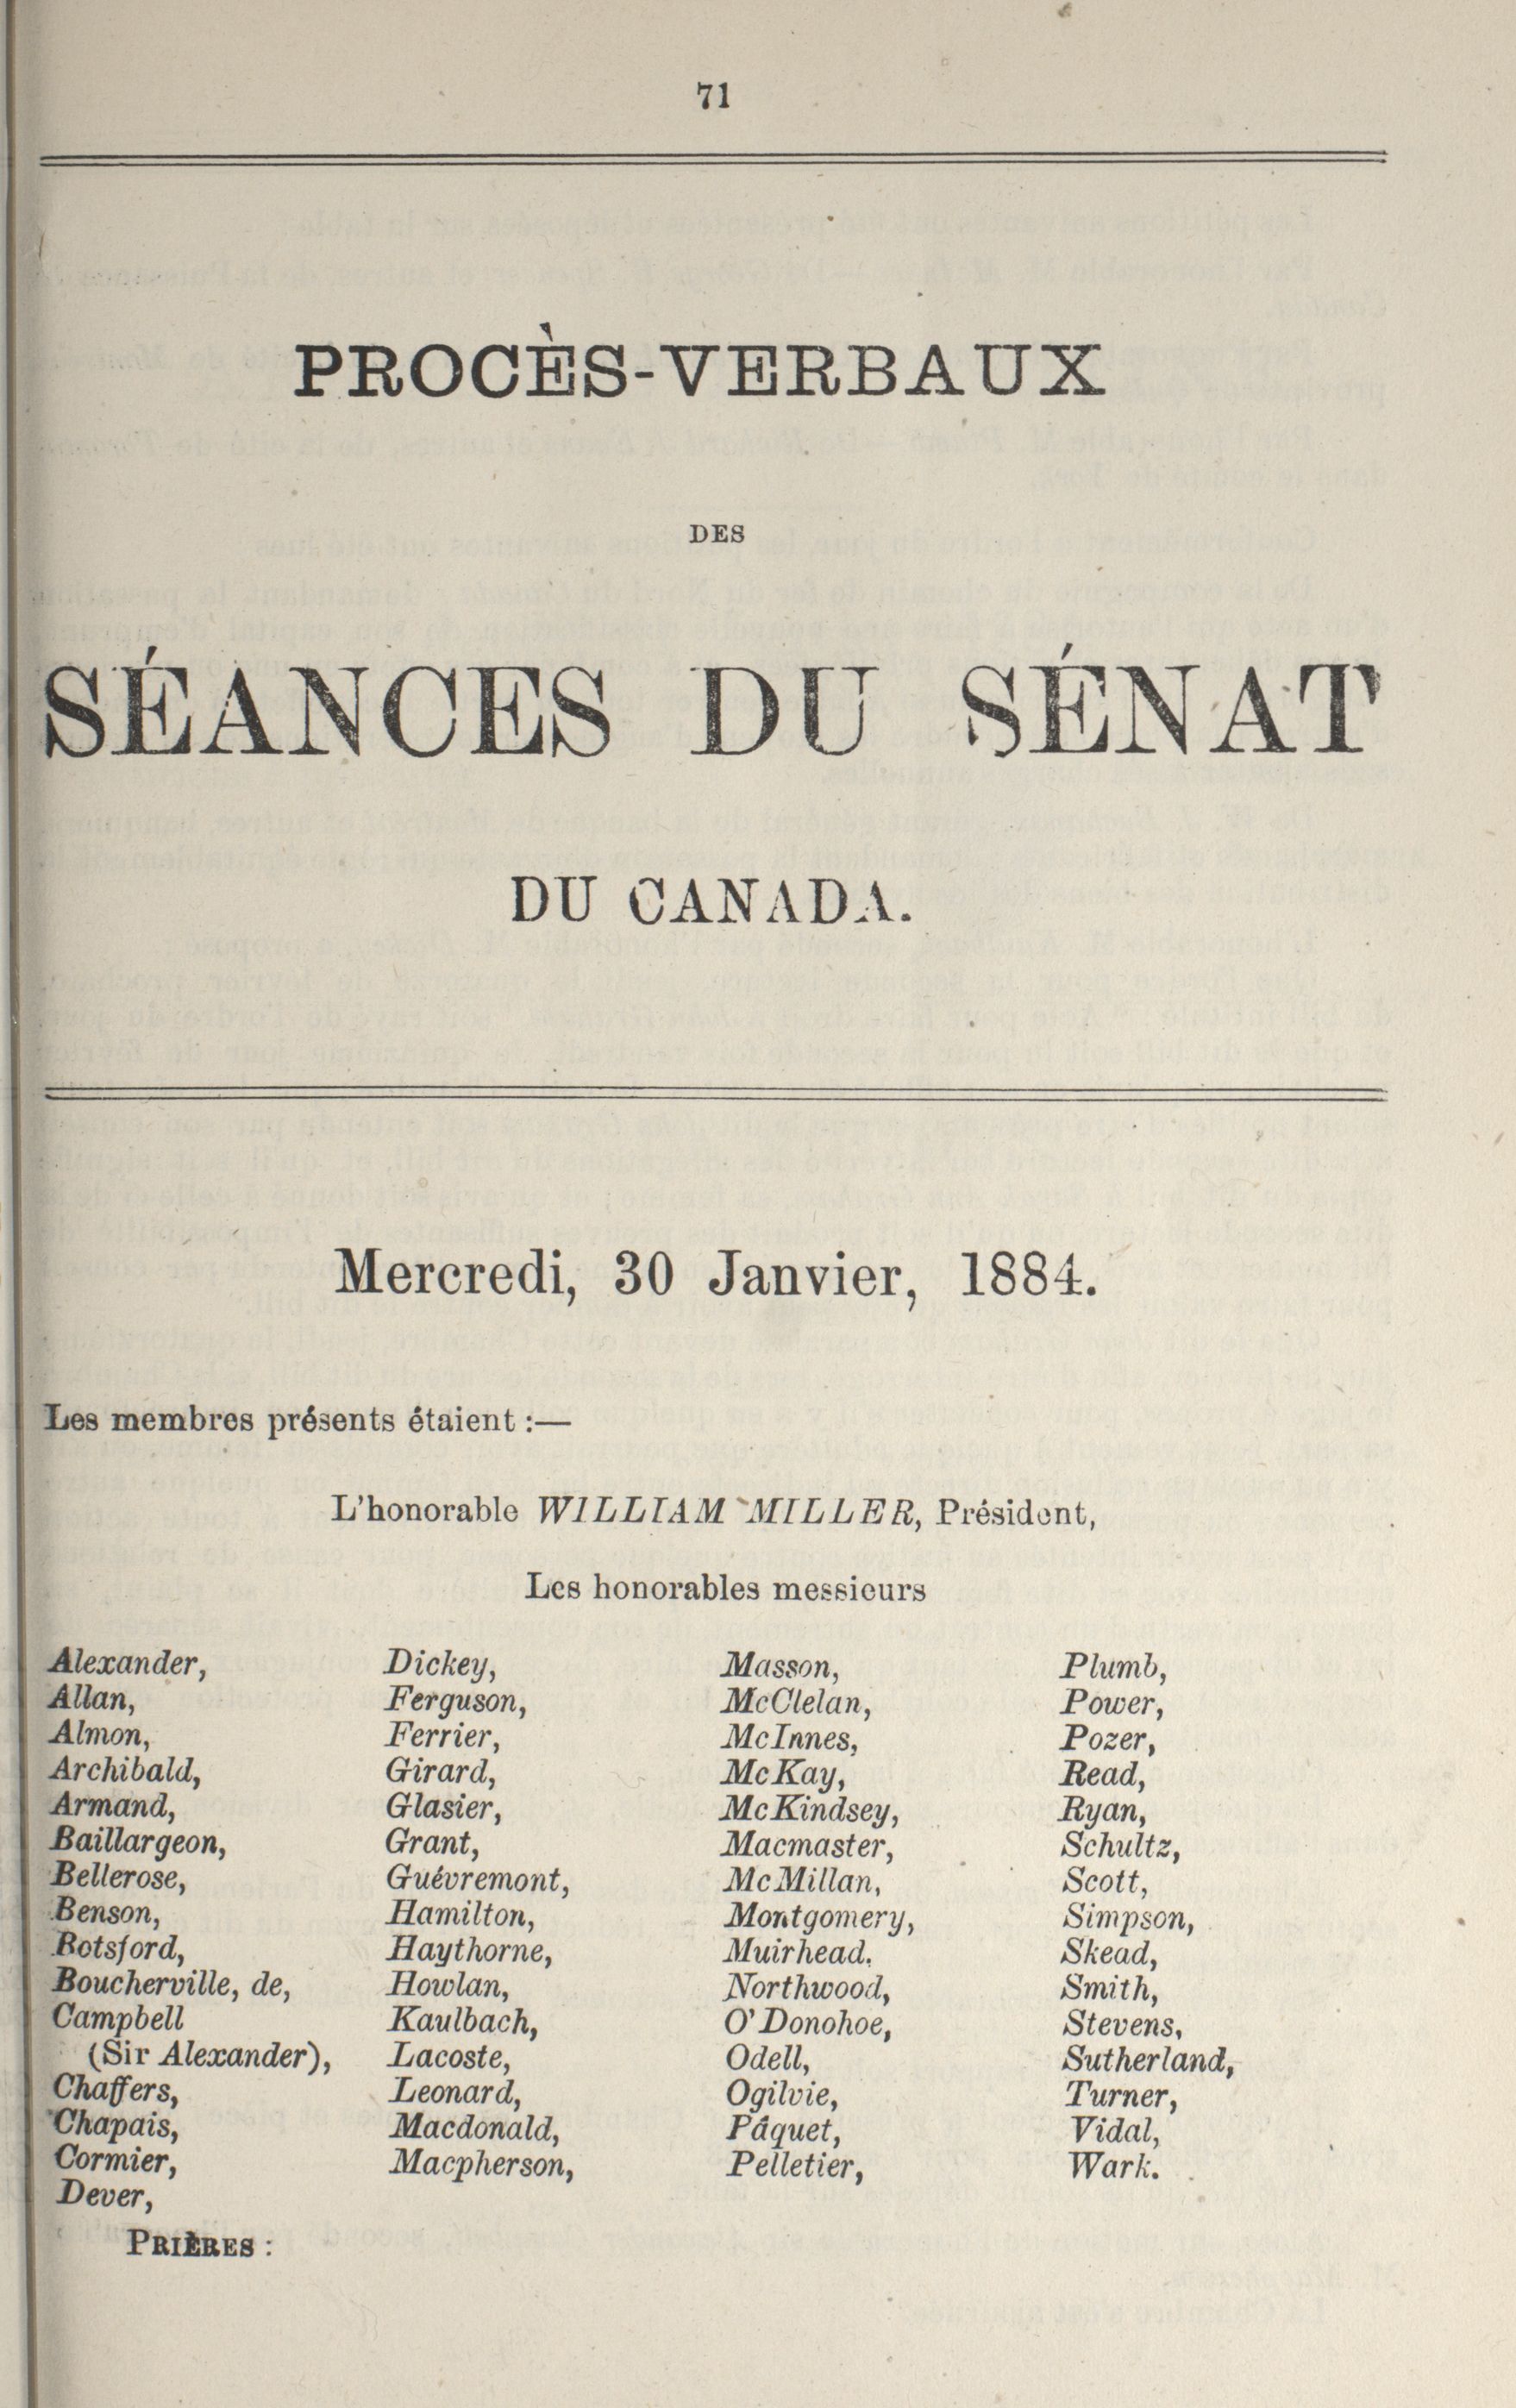 71
PROCÈS-VERBAUX
DES
SÉANCES DU SÉNAT
DU CANADA.
Mercredi, 30 Janvier, 1884.
Les membres présents étaient :—
L'honorable WILLIAM MILLER, Président,
Les honorables messieurs
Alexander,
Allan,
Almon,
Archibald,
Armand,
Baillargeon,
Bellerose,
Benson,
Botsford,
Boucherville, de,
Campbell
(Sir Alexander),
Chaffers,
Chapais,
Cormier,
Dever,
Dickey,
Ferguson,
Ferrier,
Girard,
Glasier,
Grant,
Guévremont,
Hamilton,
Haythorne,
Howlan,
Kaulbach,
Lacoste,
Leonard,
Macdonald,
Macpherson,
Masson,
McClelan,
McInnes,
McKay,
McKindsey,
Macmaster,
McMillan,
Montgomery,
Muirhead,
Northwood,
O'Donohoe,
Odell,
Ogilvie,
Pâquet,
Pelletier,
Plumb,
Power,
Pozer,
Read,
Ryan,
Schultz,
Scott,
Simpson,
Skead,
Smith,
Stevens,
Sutherland,
Turner,
Vidal,
Wark.
PRIÈRES :